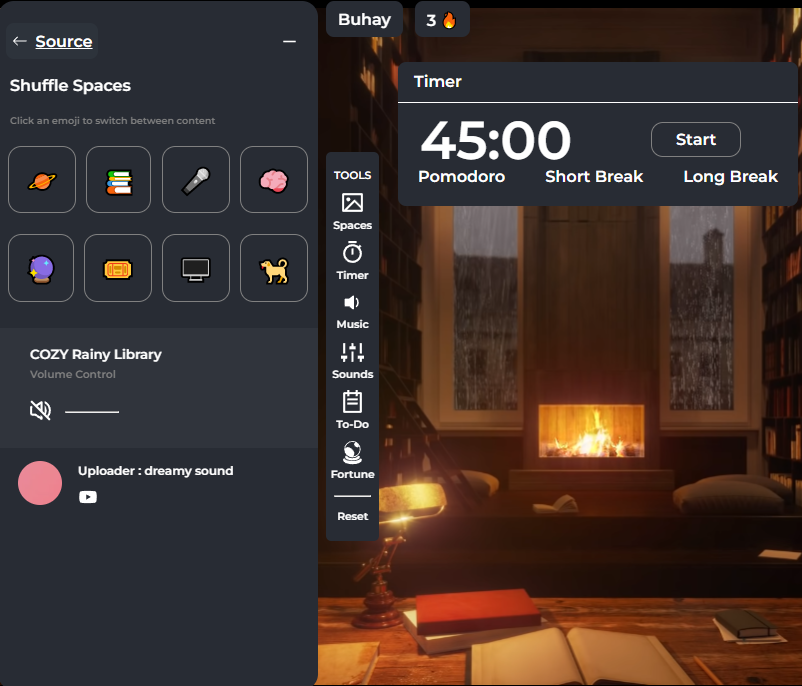 Source
Shuffle Spaces
Click an emoji to switch between content
COZY Rainy Library
Volume Control
Uploader : dreamy sound
Buhay
3 🔥
TOOLS
Spaces
Timer
Music
Sounds
To-Do
Fortune
Reset
Timer
45:00
Start
Pomodoro Short Break Long Break